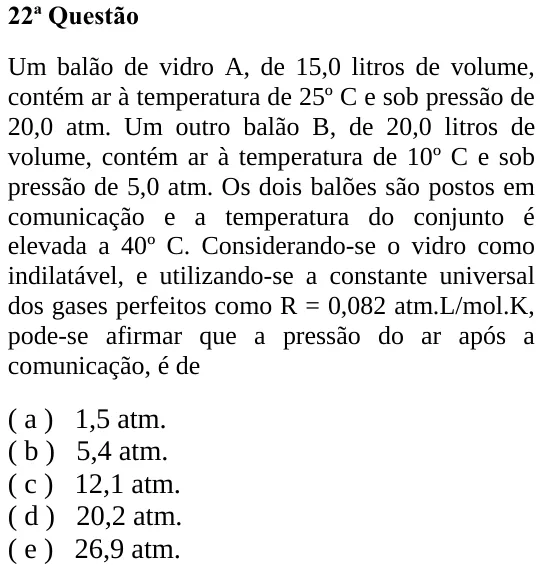 22ª Questão
Um balão de vidro A, de 15,0 litros de volume,
contém ar à temperatura de 25º C e sob pressão de
20,0 atm. Um outro balão B, de 20,0 litros de
volume, contém ar à temperatura de 10º C e sob
pressão de 5,0 atm. Os dois balões são postos em
comunicação e a temperatura do conjunto é
elevada a 40º C. Considerando-se o vidro como
indilatável, e utilizando-se a constante universal
dos gases perfeitos como R = 0,082 atm.L/mol.K,
pode-se afirmar que a pressão do ar após a
comunicação, é de
( a ) 1,5 atm.
( b ) 5,4 atm.
( c ) 12,1 atm.
( d ) 20,2 atm.
( e ) 26,9 atm.